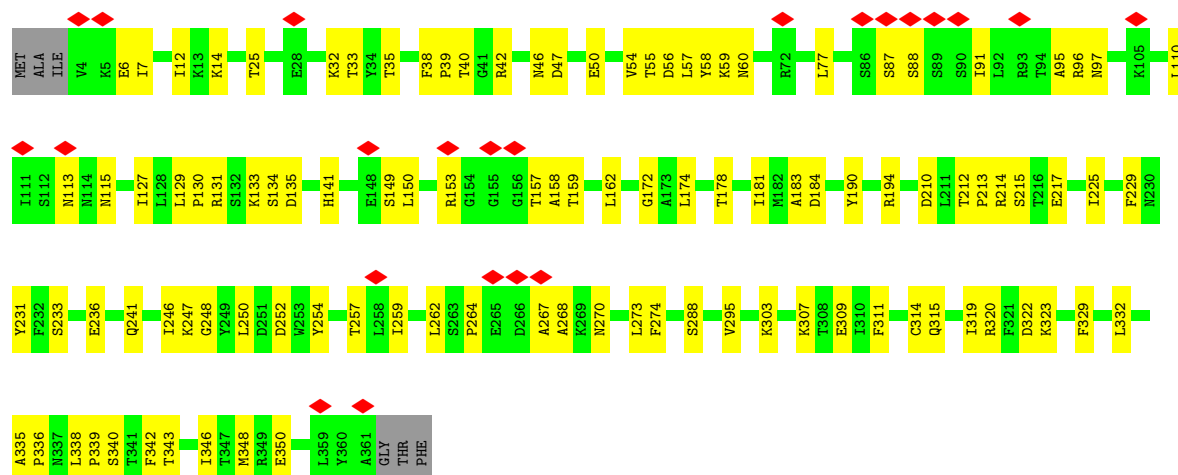 MET ALA ILE V4 K5 E6 I7 I12 K13 K14 T25 E28 K32 T33 Y34 T35 F38 P39 T40 G41 R42 N46 D47 E50 V54 T55 D56 L57 Y58 K59 N60 R72 L77 S86 S87 S88 S89 S90 I91 L92 R93 T94 A95 R96 N97 K105 L110
I111 S112 N113 N114 N115 I127 L128 L129 P130 R131 S132 K133 S134 D135 H141 E148 S149 L150 R153 G154 G155 G156 T157 A158 T159 L162 G172 A173 L174 T178 I181 M182 A183 D184 Y190 R194 D210 L211 T212 P213 R214 S215 T216 E217 I225 F229 N230
Y231 F232 S233 E236 Q241 I246 K247 G248 Y249 L250 D251 D252 W253 Y254 T257 L258 I259 L262 S263 P264 E265 D266 A267 A268 K269 N270 L273 F274 S288 V295 K303 K307 T308 E309 I310 F311 C314 Q315 I319 R320 F321 D322 K323 F329 L332
A335 P336 N337 L338 P339 S340 T341 F342 T343 I346 T347 M348 R349 E350 L359 Y360 A361 GLY THR PHE